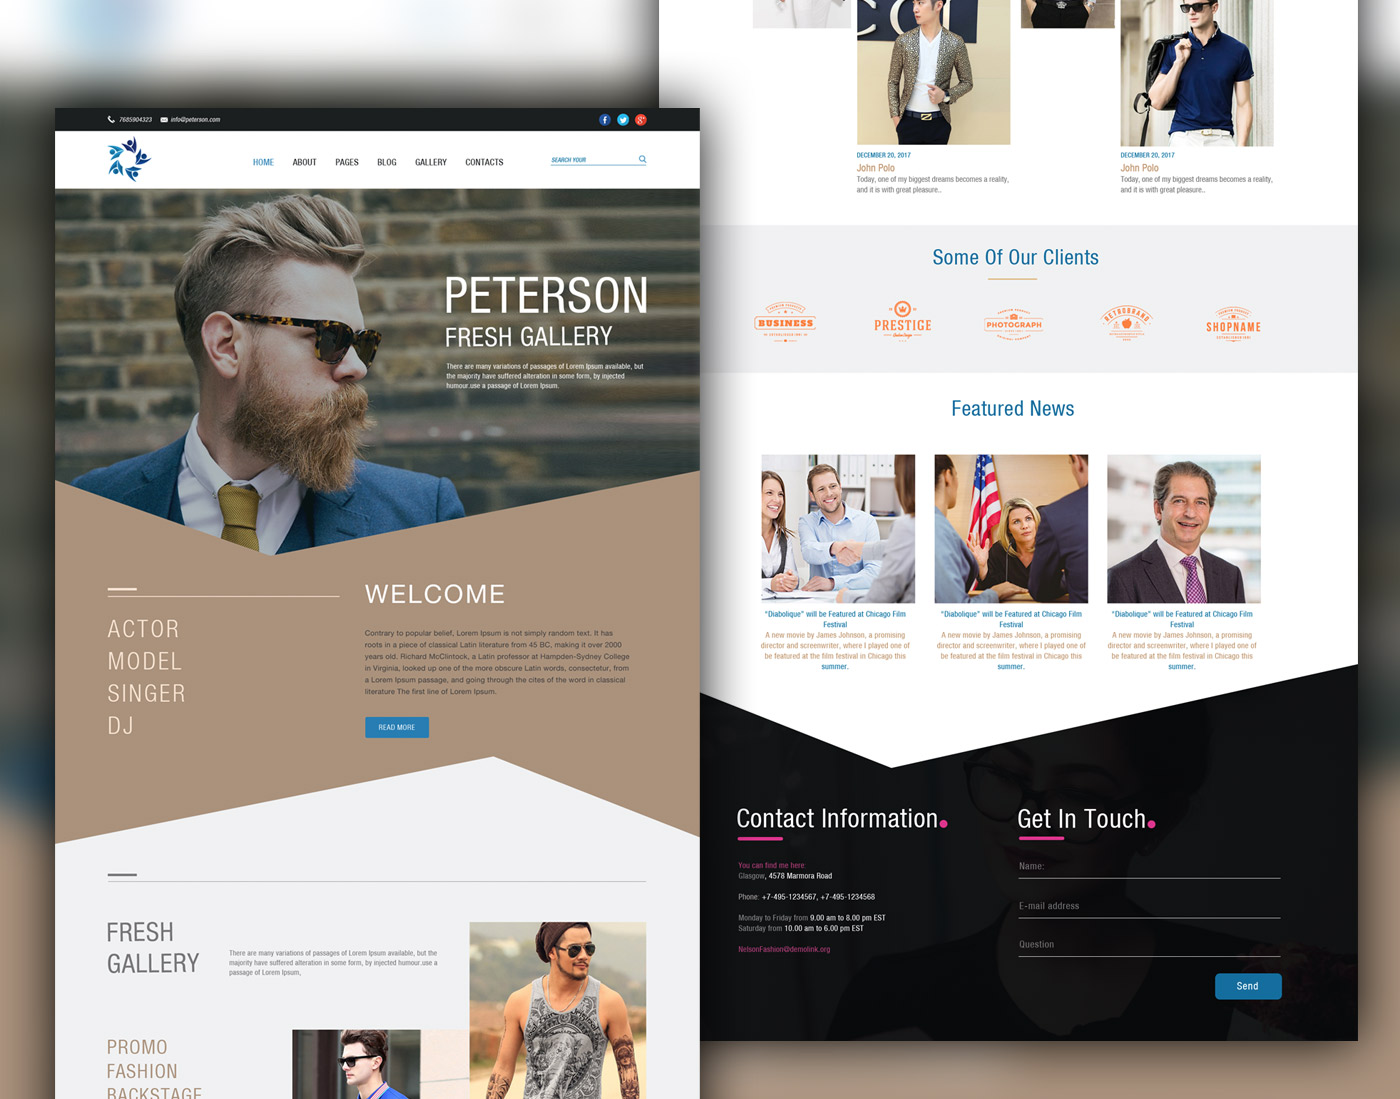 7685904323 info@peterson.com
HOME ABOUT PAGES BLOG GALLERY CONTACTS
SEARCH YOUR
PETERSON
FRESH GALLERY
There are many variations of passages of Lorem Ipsum available, but
the majority have suffered alteration in some form, by injected
humour.use a passage of Lorem Ipsum.
ACTOR
MODEL
SINGER
DJ
WELCOME
Contrary to popular belief, Lorem Ipsum is not simply random text. It has
roots in a piece of classical Latin literature from 45 BC, making it over 2000
years old. Richard McClintock, a Latin professor at Hampden-Sydney College
in Virginia, looked up one of the more obscure Latin words, consectetur, from
a Lorem Ipsum passage, and going through the cites of the word in classical
literature The first line of Lorem Ipsum.
READ MORE
FRESH
GALLERY
There are many variations of passages of Lorem Ipsum available, but the
majority have suffered alteration in some form, by injected humour.use a
passage of Lorem Ipsum,
PROMO
FASHION
BACKSTAGE
DECEMBER 20, 2017
John Polo
Today, one of my biggest dreams becomes a reality,
and it is with great pleasure..
DECEMBER 20, 2017
John Polo
Today, one of my biggest dreams becomes a reality,
and it is with great pleasure..
Some Of Our Clients
BUSINESS
PRESTIGE
PHOTOGRAPH
RETROBRAND
SHOPNAME
Featured News
"Diabolique" will be Featured at Chicago Film
Festival
A new movie by James Johnson, a promising
director and screenwriter, where I played one of
be featured at the film festival in Chicago this
summer.
"Diabolique" will be Featured at Chicago Film
Festival
A new movie by James Johnson, a promising
director and screenwriter, where I played one of
be featured at the film festival in Chicago this
summer.
"Diabolique" will be Featured at Chicago Film
Festival
A new movie by James Johnson, a promising
director and screenwriter, where I played one of
be featured at the film festival in Chicago this
summer.
Contact Information.
You can find me here:
Glasgow, 4578 Marmora Road
Phone: +7-495-1234567, +7-495-1234568
Monday to Friday from 9.00 am to 8.00 pm EST
Saturday from 10.00 am to 6.00 pm EST
NelsonFashion@demolink.org
Get In Touch.
Name:
E-mail address
Question
Send